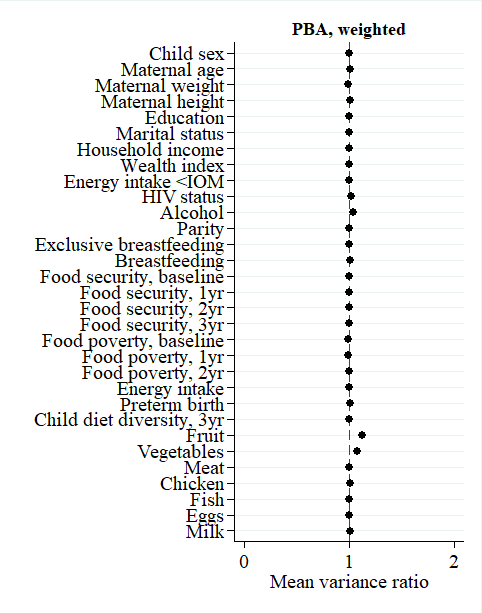 PBA, weighted
Child sex
Maternal age
Maternal weight
Maternal height
Education
Marital status
Household income
Wealth index
Energy intake <IOM
HIV status
Alcohol
Parity
Exclusive breastfeeding
Breastfeeding
Food security, baseline
Food security, 1yr
Food security, 2yr
Food security, 3yr
Food poverty, baseline
Food poverty, 1yr
Food poverty, 2yr
Energy intake
Preterm birth
Child diet diversity, 3yr
Fruit
Vegetables
Meat
Chicken
Fish
Eggs
Milk
0 1 2
Mean variance ratio